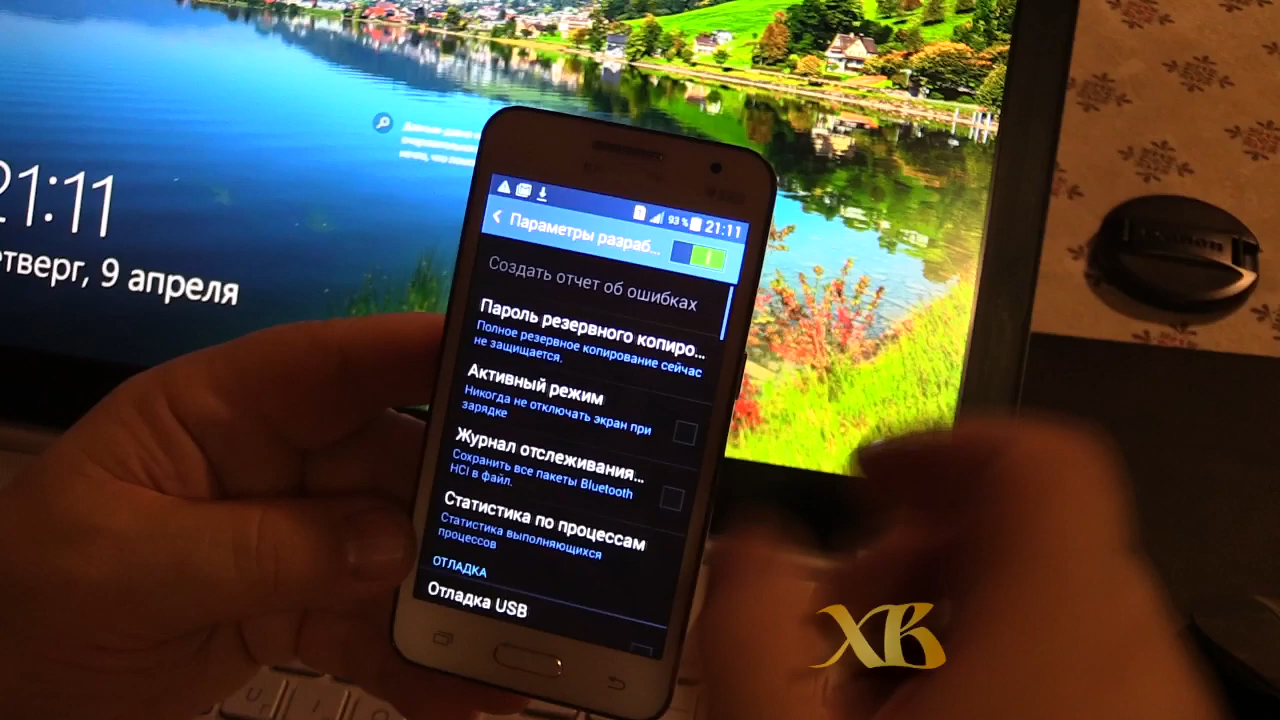 21:11
четверг, 9 апреля
93 %
21:11
Параметры разраб...
Создать отчет об ошибках
Пароль резервного копиро...
Полное резервное копирование сейчас
не защищается.
Активный режим
Никогда не отключать экран при
зарядке
Журнал отслеживания...
Сохранить все пакеты Bluetooth
HCI в файл.
Статистика по процессам
Статистика выполняющихся
процессов
ОТЛАДКА
Отладка USB
ХВ